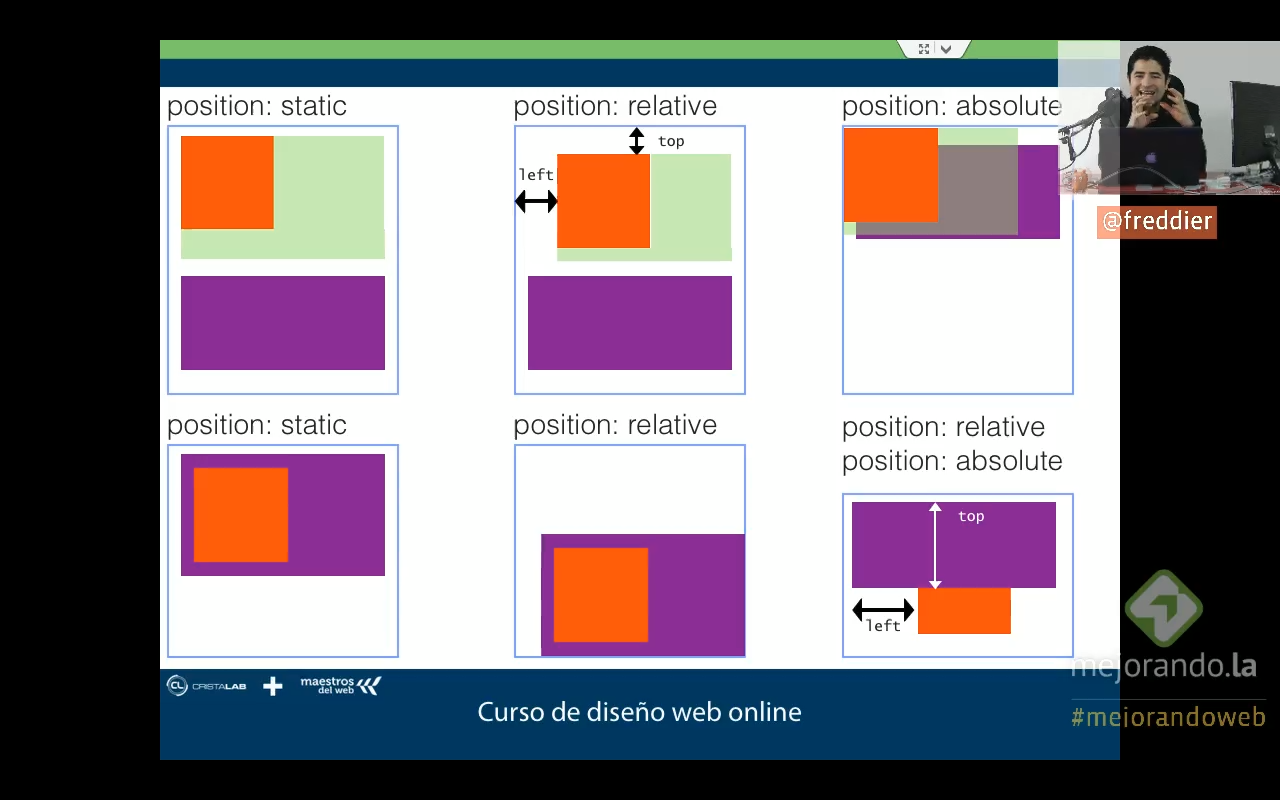 position: static
position: relative
position: absolute
top
left
@freddier
position: static
position: relative
position: relative
position: absolute
top
left
mejorando.la
#mejorandoweb
CL CRISTALAB
maestros
del web
Curso de diseño web online